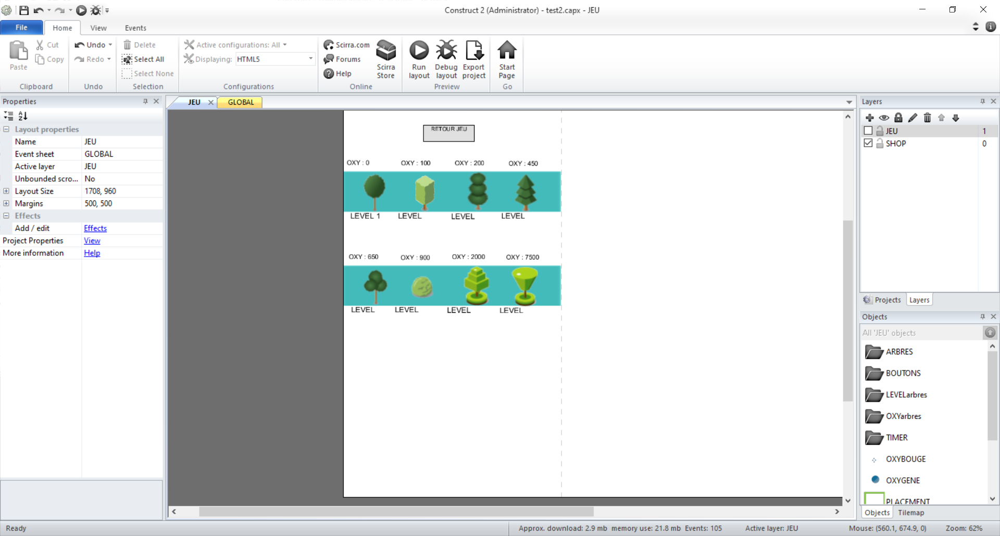 Construct 2 (Administrator) - test2.capx - JEU
File Home View Events
Paste
Cut
Copy
Clipboard
Undo
Redo
Undo
Delete
Select All
Select None
Selection
Active configurations: All
Displaying: HTML5
Configurations
Scirra.com
Forums
Help
Scirra Store
Online
Run layout
Debug layout
Export project
Preview
Start Page
Go
Properties
Layout properties
Name JEU
Event sheet GLOBAL
Active layer JEU
Unbounded scro... No
Layout Size 1708, 960
Margins 500, 500
Effects
Add / edit Effects
Project Properties View
More information Help
JEU GLOBAL
RETOUR JEU
OXY : 0 OXY : 100 OXY : 200 OXY : 450
LEVEL 1 LEVEL LEVEL LEVEL
OXY : 650 OXY : 900 OXY : 2000 OXY : 7500
LEVEL LEVEL LEVEL LEVEL
Layers
JEU 1
SHOP 0
Projects Layers
Objects
All 'JEU' objects
ARBRES
BOUTONS
LEVELarbres
OXYarbres
TIMER
OXYBOUGE
OXYGENE
PLACEMENT
Objects Tilemap
Ready
Approx. download: 2.9 mb memory use: 21.8 mb Events: 105 Active layer: JEU Mouse: (560.1, 674.9, 0) Zoom: 62%